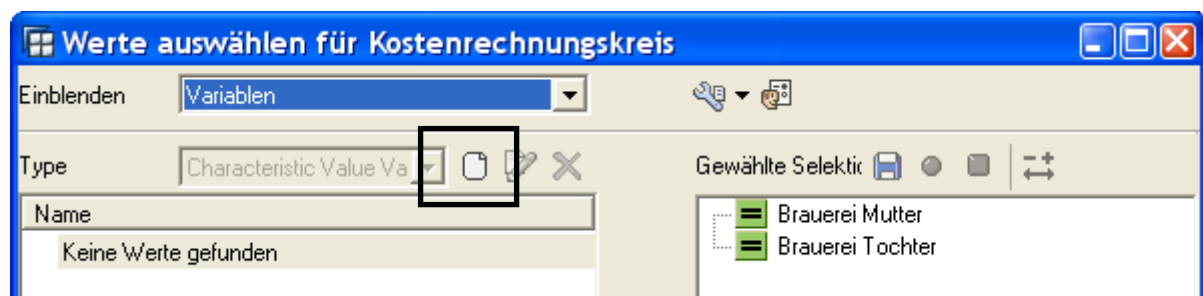 Werte auswählen für Kostenrechnungskreis
Einblenden Variablen
Type Characteristic Value Va Gewählte Selektic
Name Brauerei Mutter
Keine Werte gefunden Brauerei Tochter